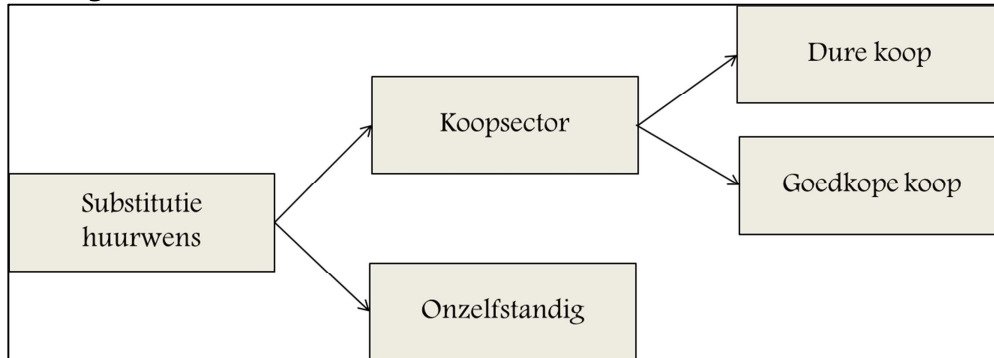 Dure koop
Koopsector
Goedkope koop
Substitutie
huurwens
Onzelfstandig